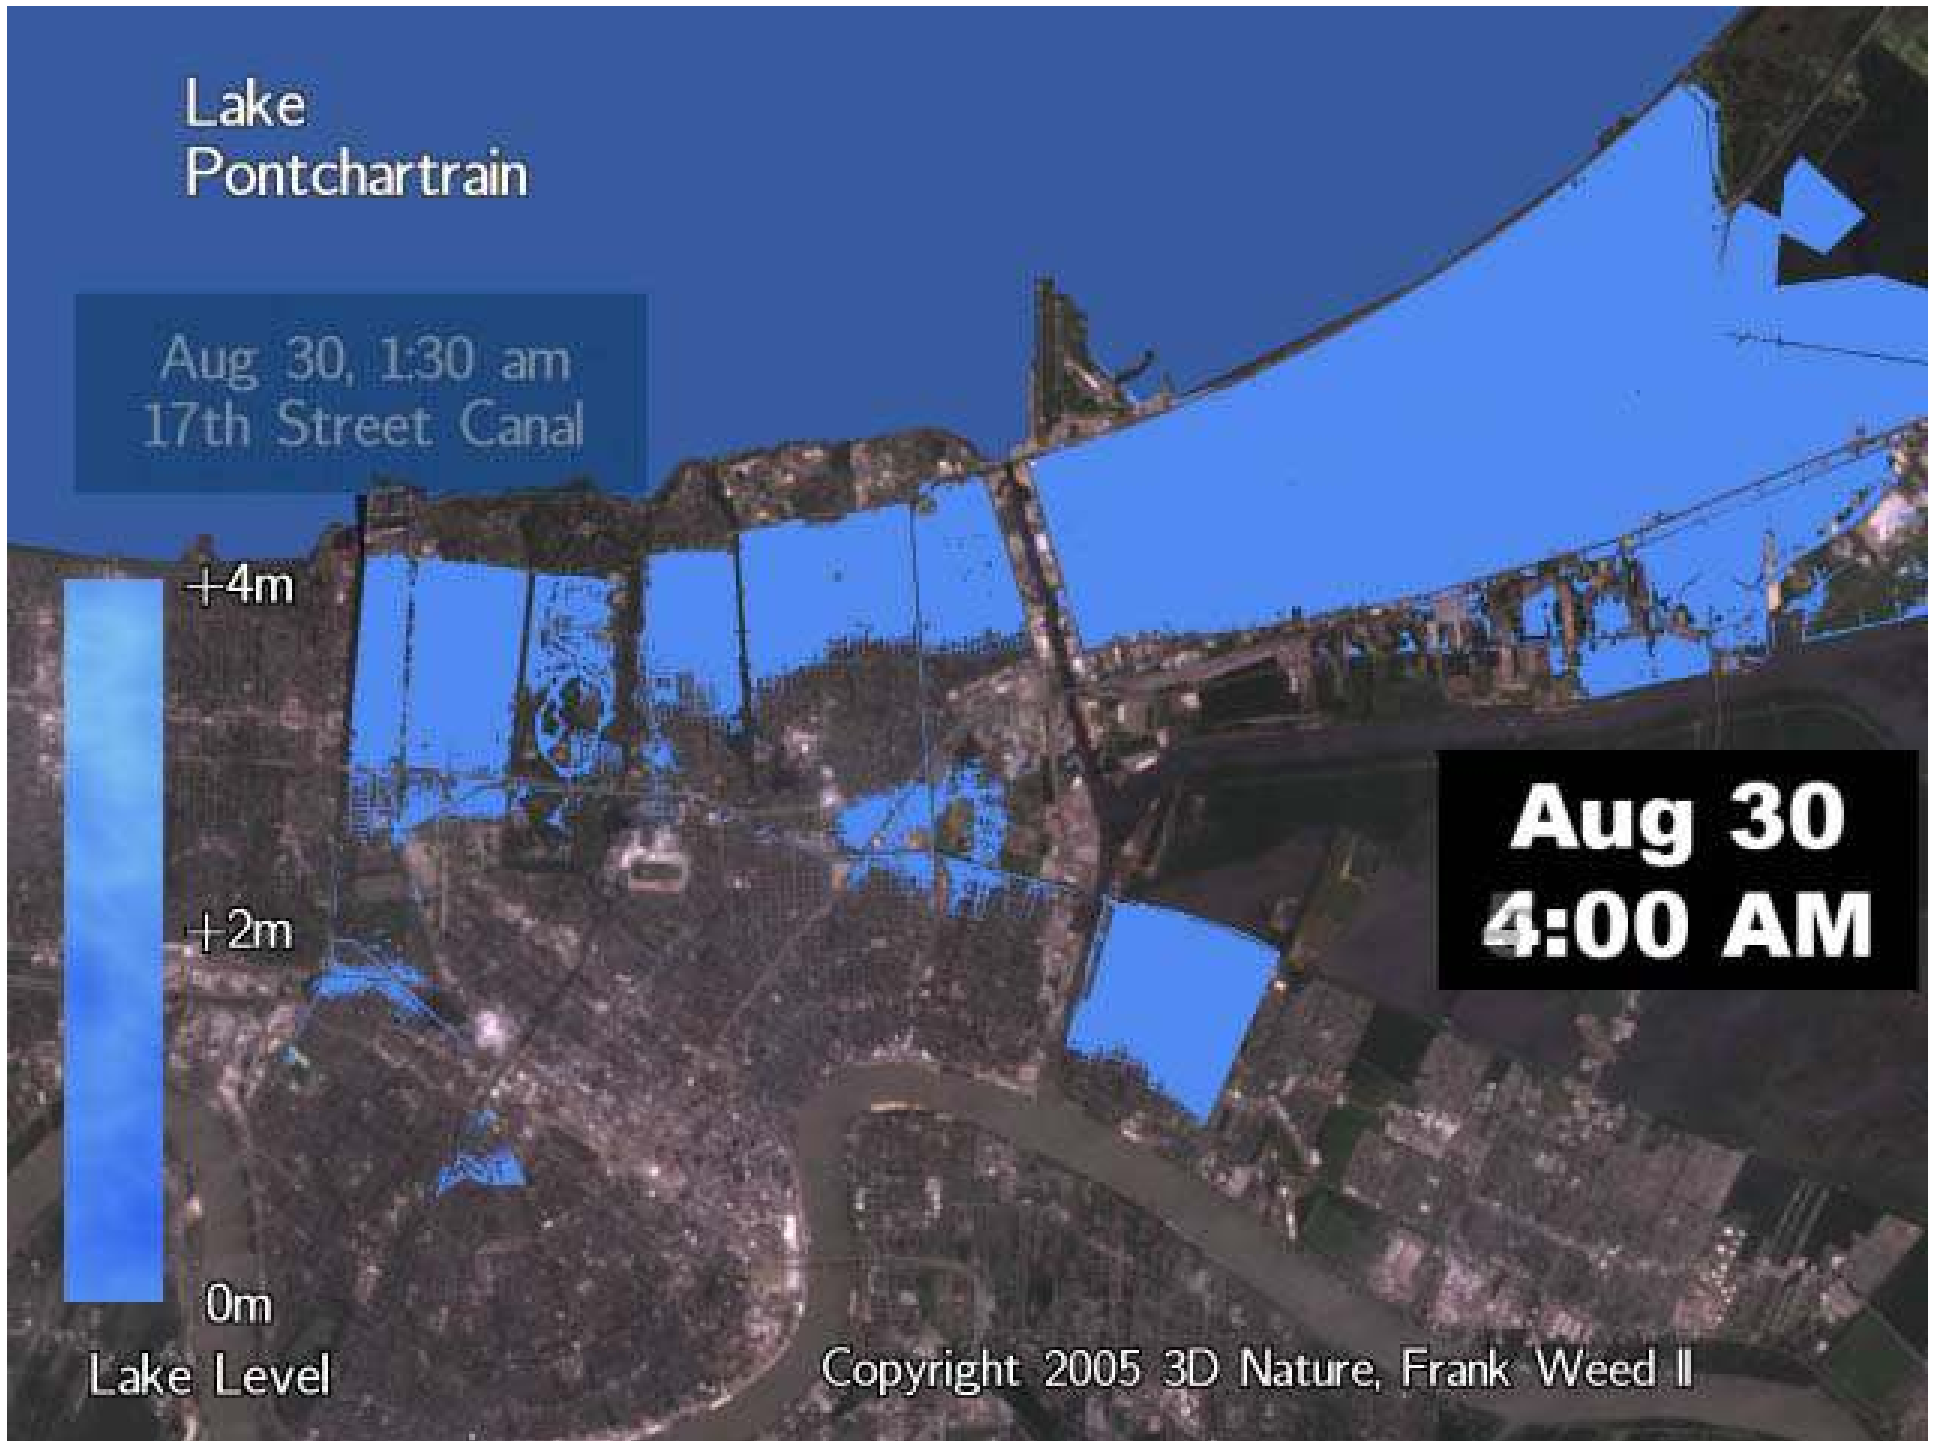 Lake
Pontchartrain
Aug 30, 1:30 am
17th Street Canal
+4m
+2m
0m
Lake Level
Aug 30
4:00 AM
Copyright 2005 3D Nature, Frank Weed II